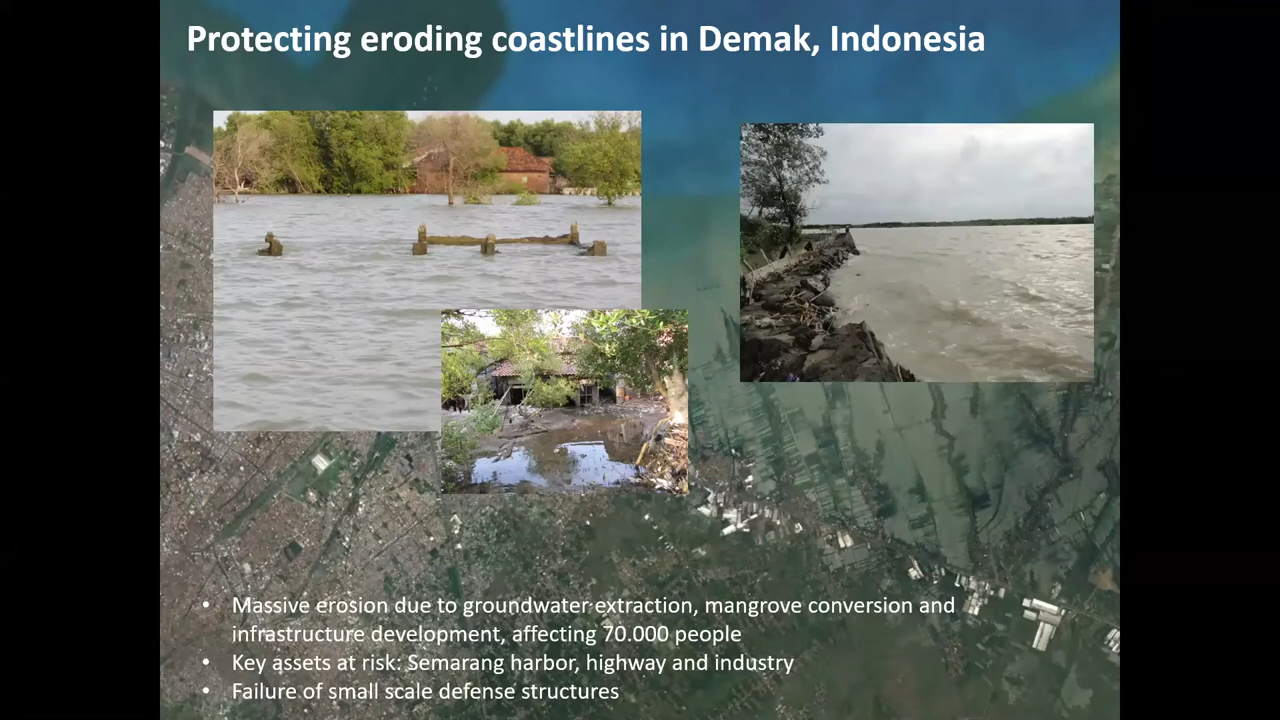 Protecting eroding coastlines in Demak, Indonesia
• Massive erosion due to groundwater extraction, mangrove conversion and
infrastructure development, affecting 70.000 people
• Key assets at risk: Semarang harbor, highway and industry
• Failure of small scale defense structures